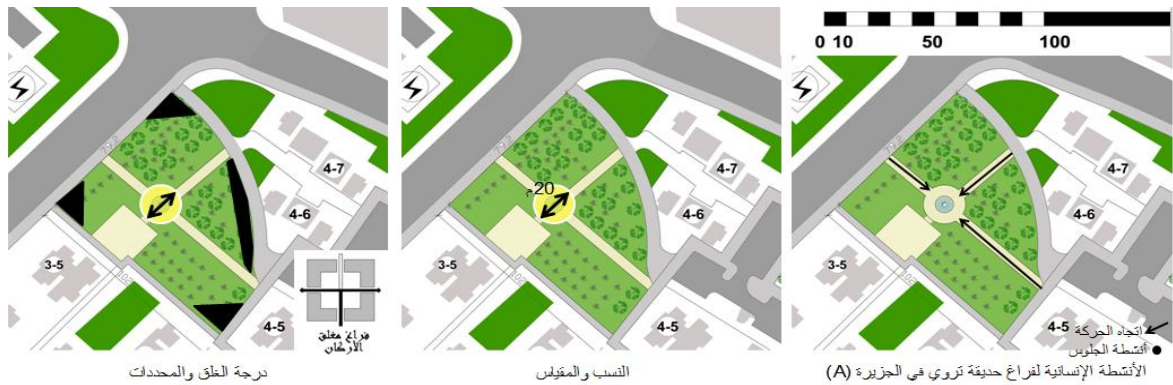 0 10 50 100
4-7
4-6
3-5
4-5
فراغ مغلق
الأركان
درجة الغلق والمحددات
20م
4-7
4-6
3-5
4-5
النسب والمقياس
4-7
4-6
3-5
4-5
اتجاه الحركة
أنشطة الجلوس
الأنشطة الإنسانية لفراغ حديقة تروي في الجزيرة (A)